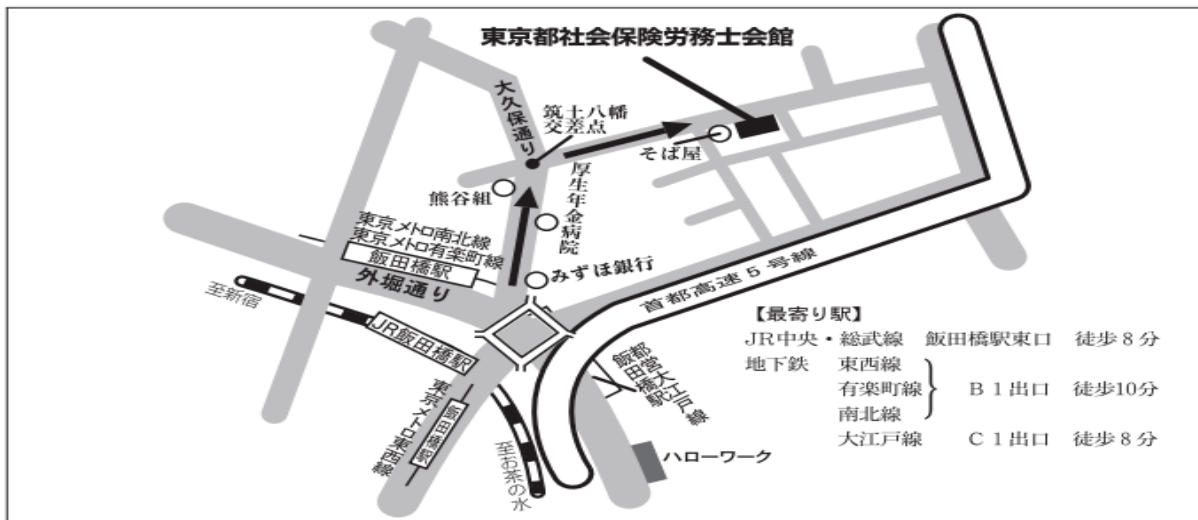 東京都社会保険労務士会館
大久保通り
筑土八幡
交差点
そば屋
熊谷組
厚生年金病院
東京メトロ南北線
東京メトロ有楽町線
飯田橋駅
みずほ銀行
外堀通り
至新宿
JR飯田橋駅
首都高速5号線
都営大江戸線
飯田橋駅
東京メトロ東西線
飯田橋駅
至お茶の水
ハローワーク
【最寄り駅】
JR中央・総武線 飯田橋駅東口 徒歩8分
地下鉄 東西線
有楽町線 B1出口 徒歩10分
南北線
大江戸線 C1出口 徒歩8分